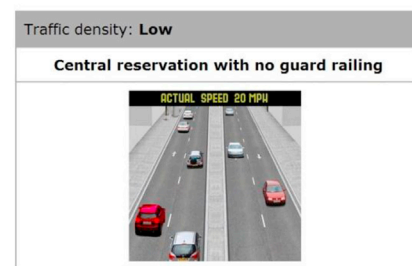 Traffic density: Low
Central reservation with no guard railing
ACTUAL SPEED 20 MPH